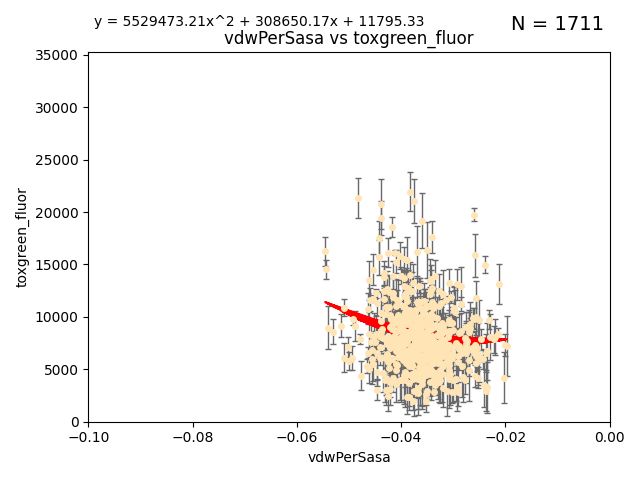 y = 5529473.21x^2 + 308650.17x + 11795.33
N = 1711
vdwPerSasa vs toxgreen_fluor
35000
30000
25000
20000
15000
10000
5000
0
toxgreen_fluor
−0.10
−0.08
−0.06
−0.04
−0.02
0.00
vdwPerSasa